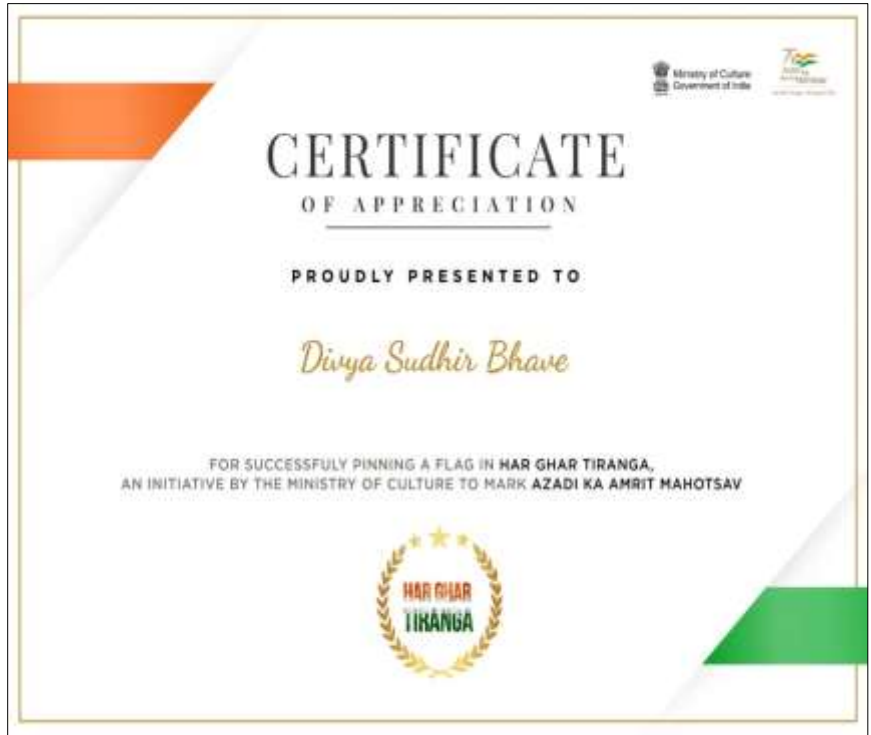 Ministry of Culture
Government of India
CERTIFICATE
OF APPRECIATION
PROUDLY PRESENTED TO
Divya Sudhir Bhave
FOR SUCCESSFULY PINNING A FLAG IN HAR GHAR TIRANGA,
AN INITIATIVE BY THE MINISTRY OF CULTURE TO MARK AZADI KA AMRIT MAHOTSAV
HAR GHAR
TIRANGA